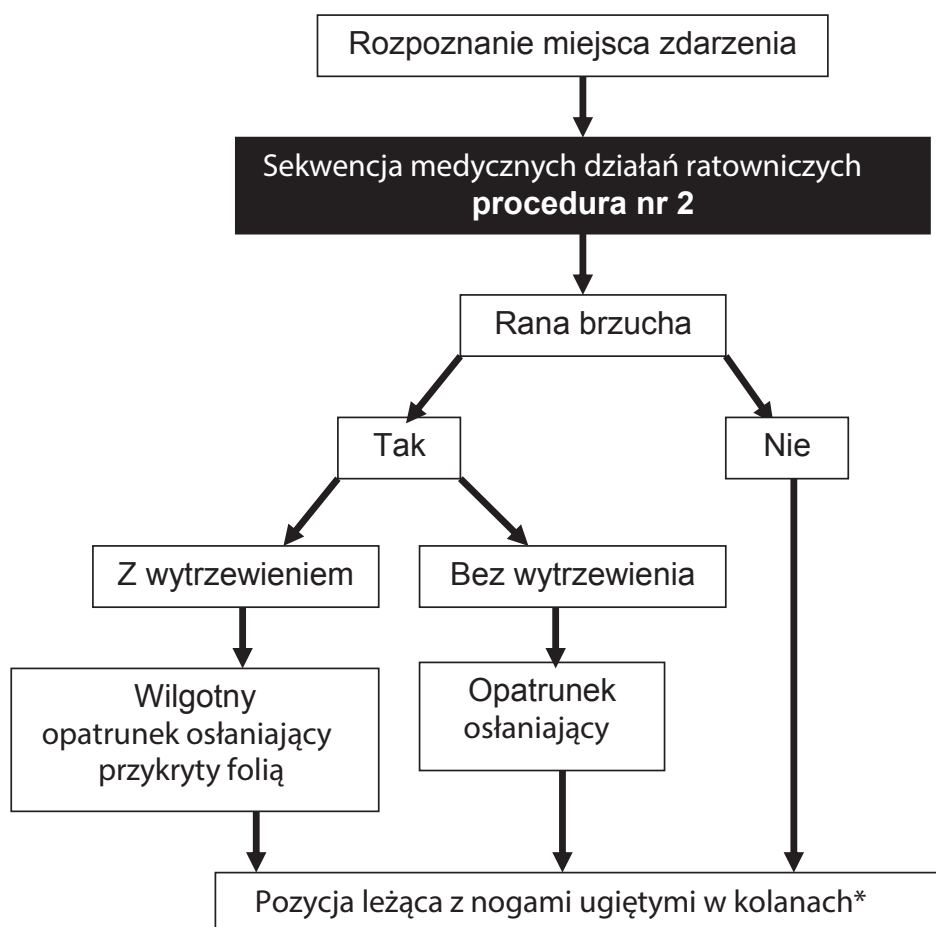 Rozpoznanie miejsca zdarzenia
Sekwencja medycznych działań ratowniczych
procedura nr 2
Rana brzucha
Tak
Nie
Z wytrzewieniem
Bez wytrzewienia
Wilgotny
opatrunek osłaniający
przykryty folią
Opatrunek
osłaniający
Pozycja leżąca z nogami ugiętymi w kolanach*